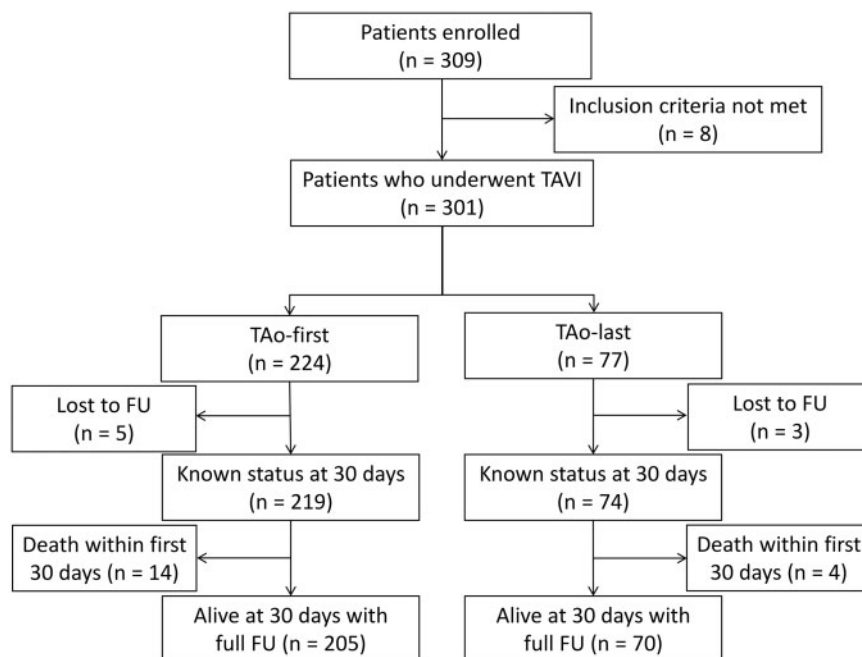 Patients enrolled
(n = 309)
Inclusion criteria not met
(n = 8)
Patients who underwent TAVI
(n = 301)
TAo-first
(n = 224)
TAo-last
(n = 77)
Lost to FU
(n = 5)
Lost to FU
(n = 3)
Known status at 30 days
(n = 219)
Known status at 30 days
(n = 74)
Death within first
30 days (n = 14)
Death within first
30 days (n = 4)
Alive at 30 days with
full FU (n = 205)
Alive at 30 days with
full FU (n = 70)